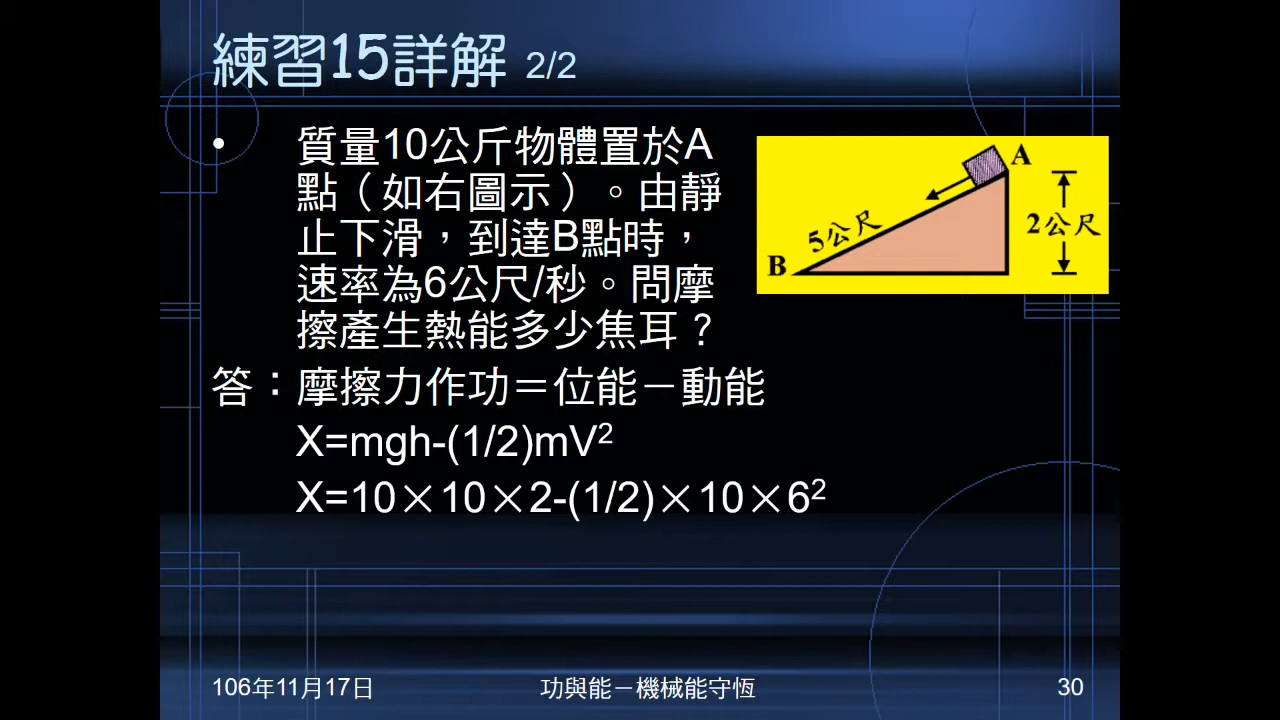 練習15詳解 2/2
• 質量10公斤物體置於A
點（如右圖示）。由靜
止下滑，到達B點時，
速率為6公尺/秒。問摩
擦產生熱能多少焦耳？
A
5公尺
2公尺
B
答：摩擦力作功＝位能－動能
X=mgh-(1/2)mV²
X=10×10×2-(1/2)×10×6²
106年11月17日
功與能－機械能守恆
30